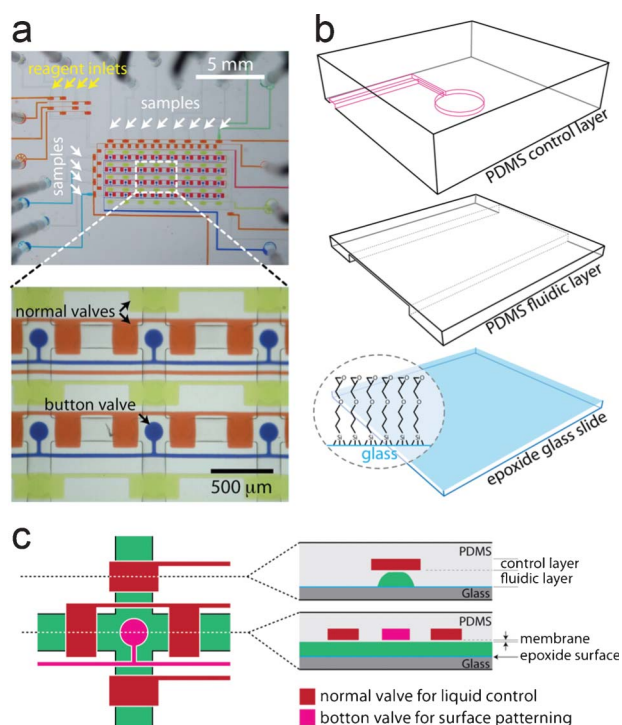 a
reagent inlets
5 mm
samples
samples
normal valves
button valve
500 μm
b
PDMS control layer
PDMS fluidic layer
glass
epoxide glass slide
c
PDMS
control layer
fluidic layer
Glass
PDMS
membrane
epoxide surface
Glass
normal valve for liquid control
botton valve for surface patterning